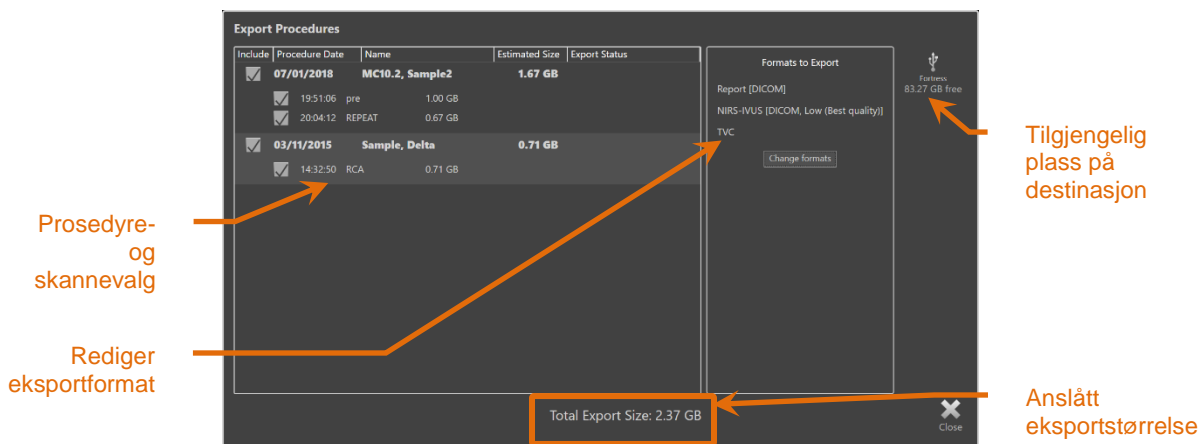 Export Procedures
Include Procedure Date Name Estimated Size Export Status
07/01/2018 MC10.2, Sample2 1.67 GB
19:51:06 pre 1.00 GB
20:04:12 REPEAT 0.67 GB
03/11/2015 Sample, Delta 0.71 GB
14:32:50 RCA 0.71 GB
Formats to Export
Report [DICOM]
NIRS-IVUS [DICOM, Low (Best quality)]
TVC
Change formats
Fortress
83.27 GB free
Total Export Size: 2.37 GB
Close
Prosedyre-
og
skannevalg
Rediger
eksportformat
Tilgjengelig
plass på
destinasjon
Anslått
eksportstørrelse